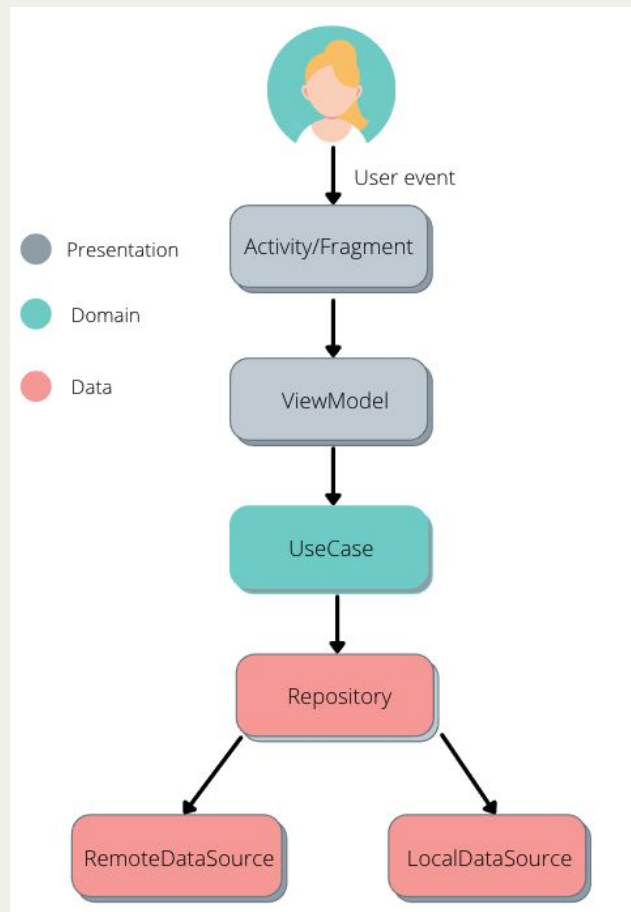 User event
Activity/Fragment
Presentation
Domain
Data
ViewModel
UseCase
Repository
RemoteDataSource
LocalDataSource